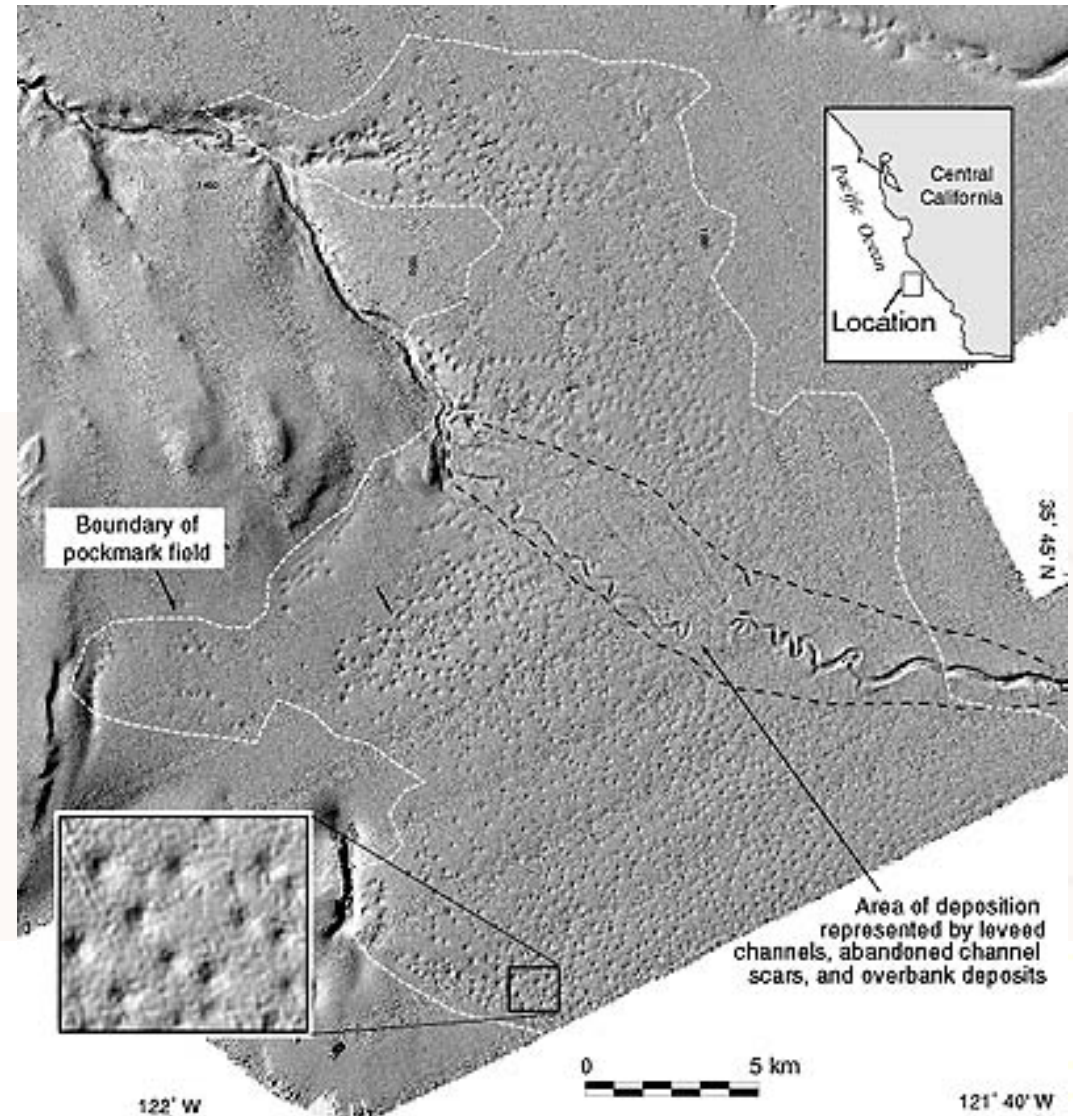 Central
California
Pacific Ocean
Location
35° 45' N
Boundary of
pockmark field
Area of deposition
represented by leveed
channels, abandoned channel
scars, and overbank deposits
0 5 km
122° W
121° 40' W